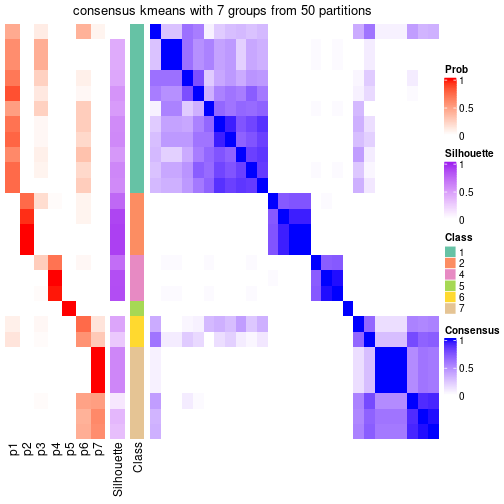 consensus kmeans with 7 groups from 50 partitions
Prob
1
0.5
0
Silhouette
1
0.5
0
Class
1
2
4
5
6
7
Consensus
1
0.5
0
p1
p2
p3
p4
p5
p6
p7
Silhouette
Class